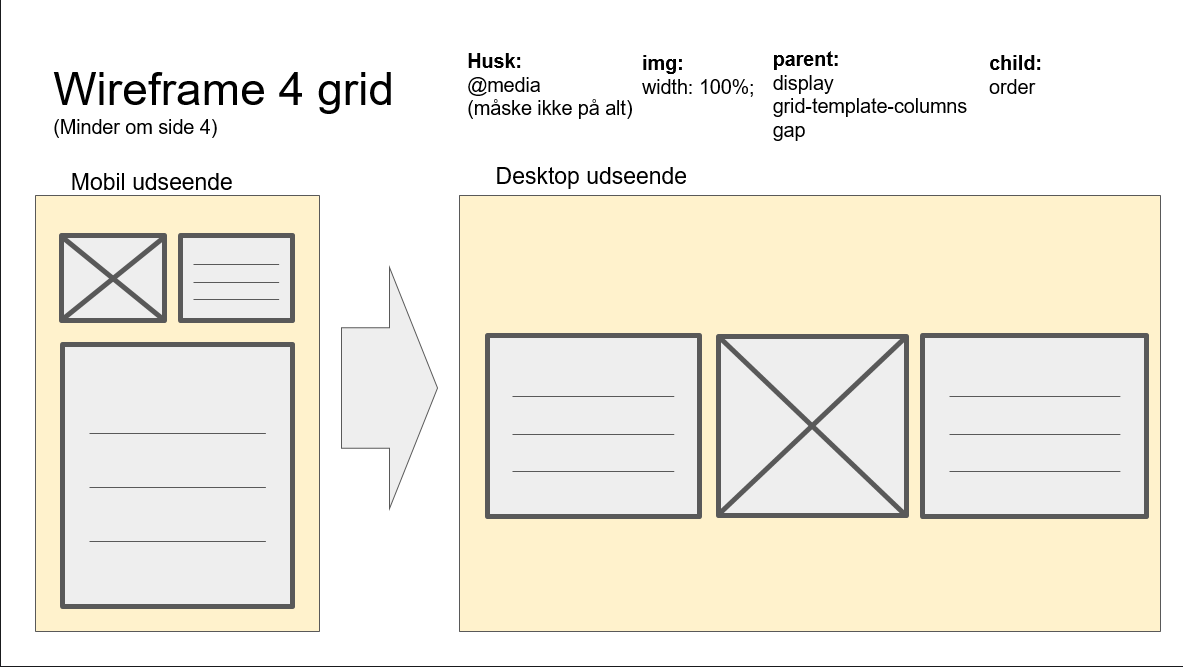 Wireframe 4 grid
(Minder om side 4)
Husk:
@media
(måske ikke på alt)
img:
width: 100%;
parent:
display
grid-template-columns
gap
child:
order
Mobil udseende
Desktop udseende